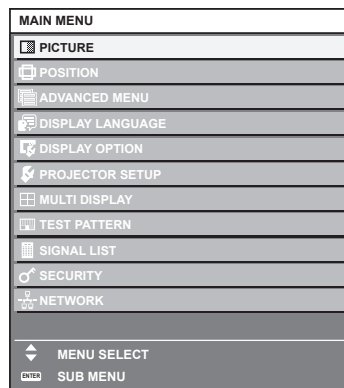 MAIN MENU
PICTURE
POSITION
ADVANCED MENU
DISPLAY LANGUAGE
DISPLAY OPTION
PROJECTOR SETUP
MULTI DISPLAY
TEST PATTERN
SIGNAL LIST
SECURITY
NETWORK
MENU SELECT
ENTER SUB MENU